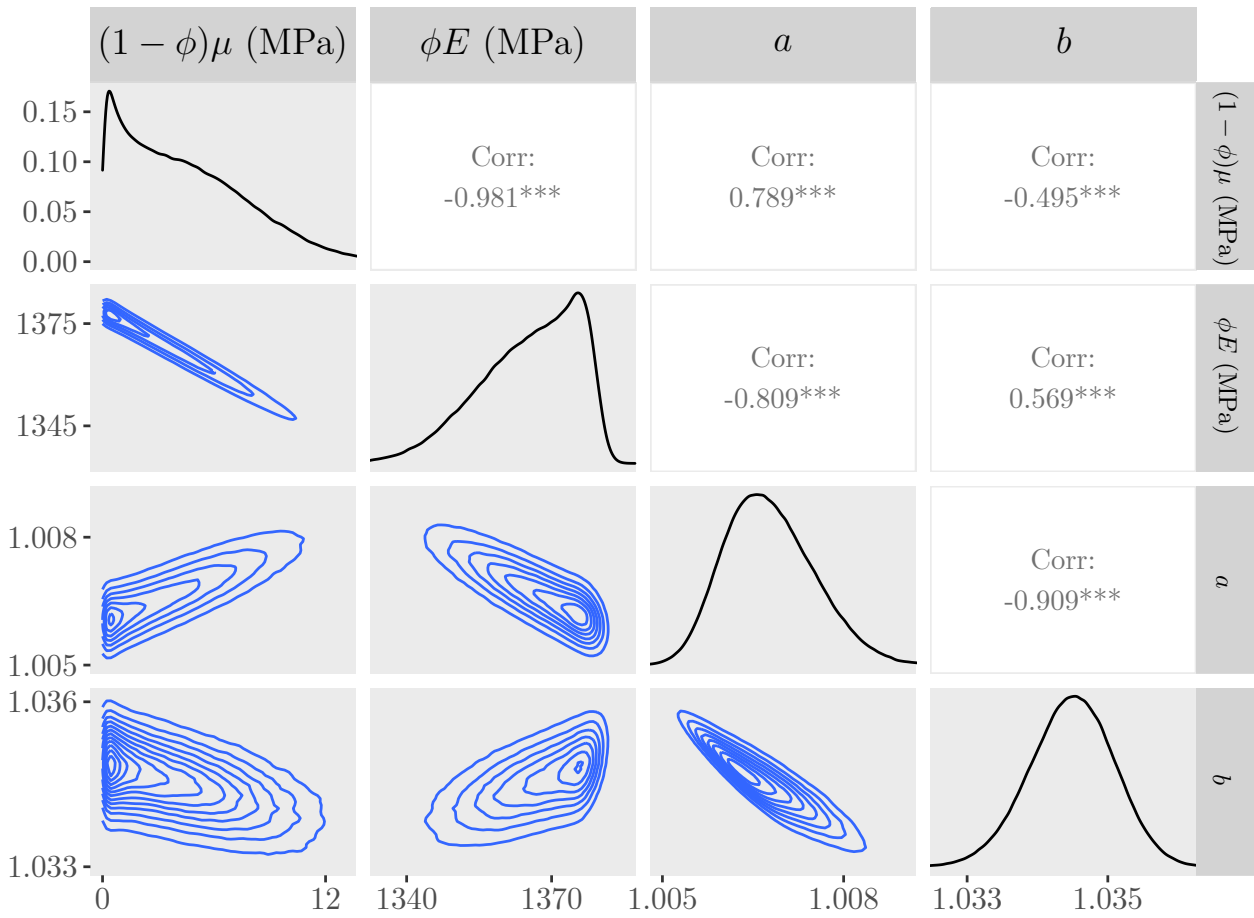 (1 − ϕ)μ (MPa) ϕE (MPa) a b
0.15
0.10
0.05
0.00
Corr:
-0.981***
Corr:
0.789***
Corr:
-0.495***
(1 − ϕ)μ (MPa)
1375
1345
Corr:
-0.809***
Corr:
0.569***
ϕE (MPa)
1.008
1.005
Corr:
-0.909***
a
1.036
1.033
b
0 12 1340 1370 1.005 1.008 1.033 1.035